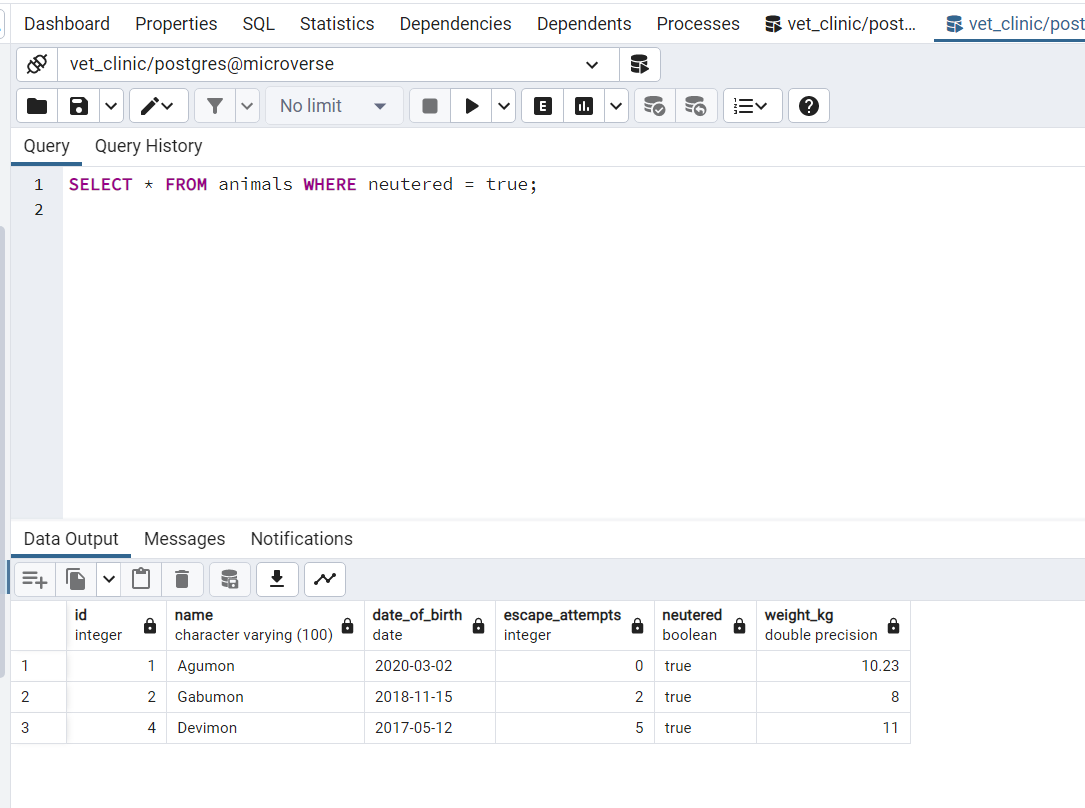 Dashboard Properties SQL Statistics Dependencies Dependents Processes vet_clinic/post... vet_clinic/post
vet_clinic/postgres@microverse
No limit E
Query Query History
1 SELECT * FROM animals WHERE neutered = true;
2
Data Output Messages Notifications
id name date_of_birth escape_attempts neutered weight_kg
integer character varying (100) date integer boolean double precision
1 1 Agumon 2020-03-02 0 true 10.23
2 2 Gabumon 2018-11-15 2 true 8
3 4 Devimon 2017-05-12 5 true 11